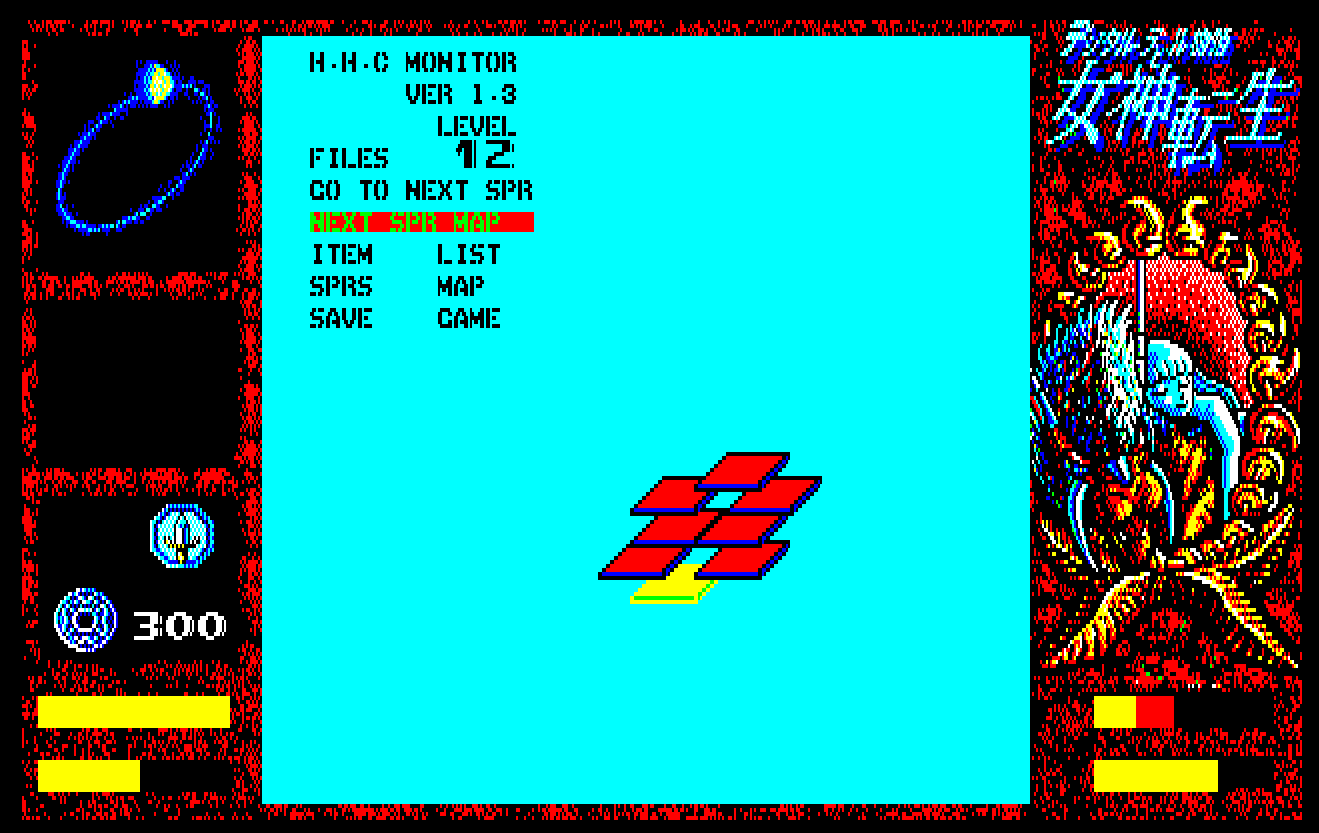 H.H.C MONITOR
VER 1.3
LEVEL
FILES 12
GO TO NEXT SPR
NEXT SPR MAP
ITEM LIST
SPRS MAP
SAVE GAME
300
デジタル・デビル物語
女神転生